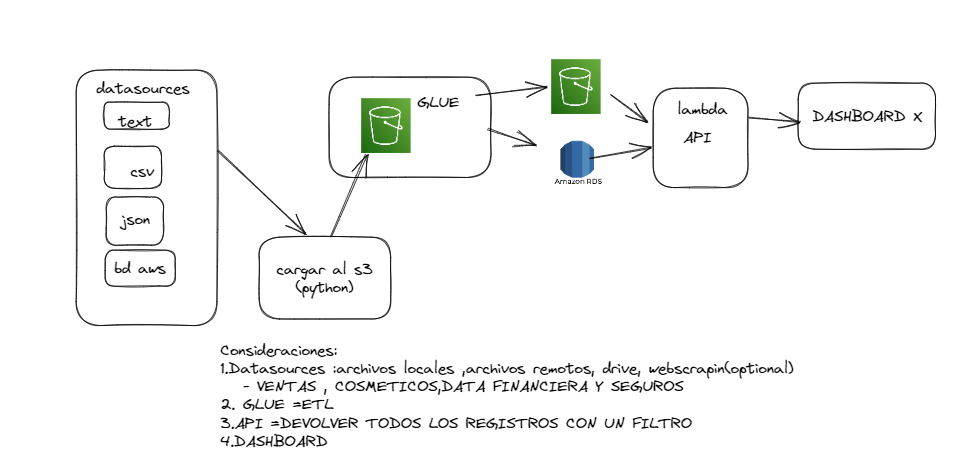 datasources
text
csv
json
bd aws
cargar al s3
(python)
GLUE
Amazon RDS
lambda
API
DASHBOARD X
Consideraciones:
1.Datasources :archivos locales ,archivos remotos, drive, webscrapin(optional)
- VENTAS , COSMETICOS,DATA FINANCIERA Y SEGUROS
2. GLUE =ETL
3.API =DEVOLVER TODOS LOS REGISTROS CON UN FILTRO
4.DASHBOARD